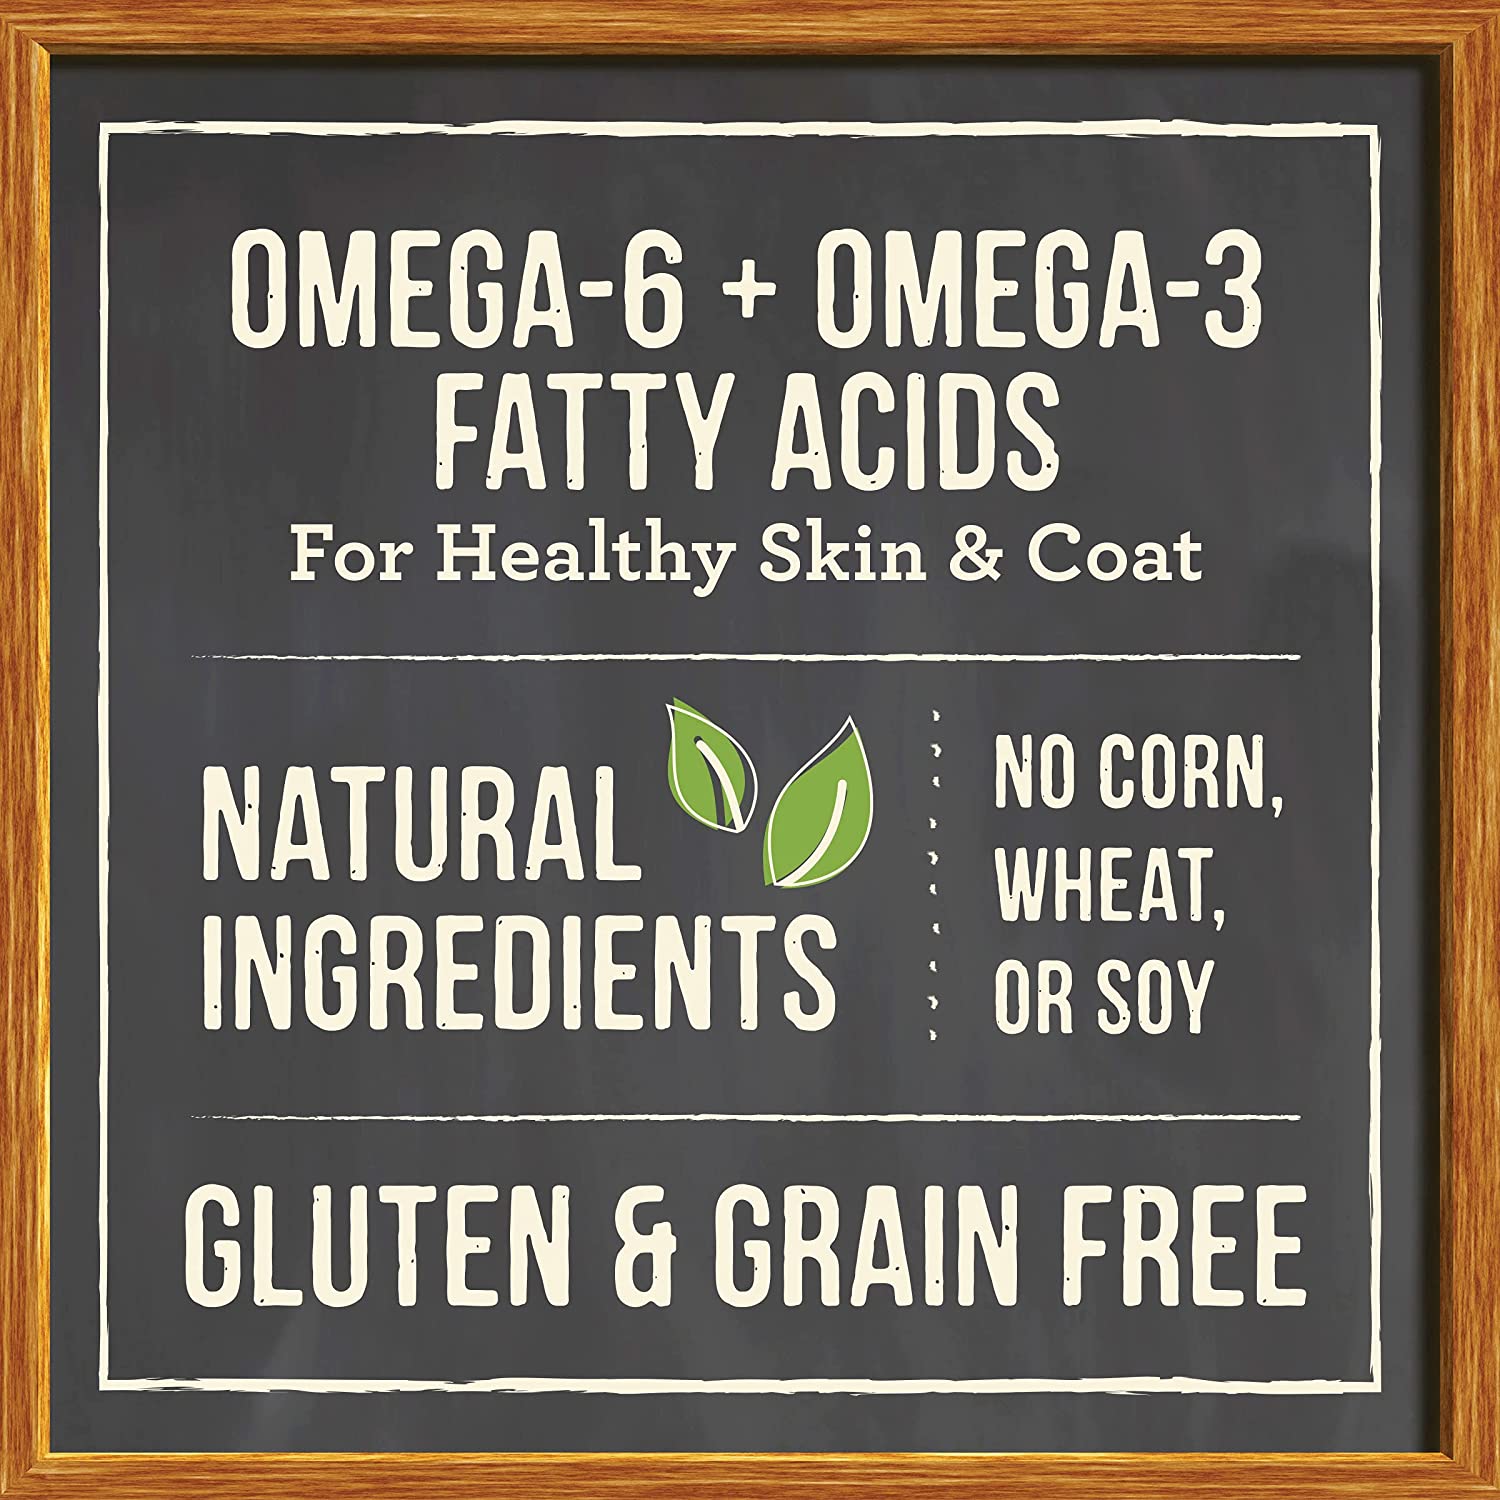 OMEGA-6 + OMEGA-3
FATTY ACIDS
For Healthy Skin & Coat
NATURAL
INGREDIENTS
NO CORN,
WHEAT,
OR SOY
GLUTEN & GRAIN FREE